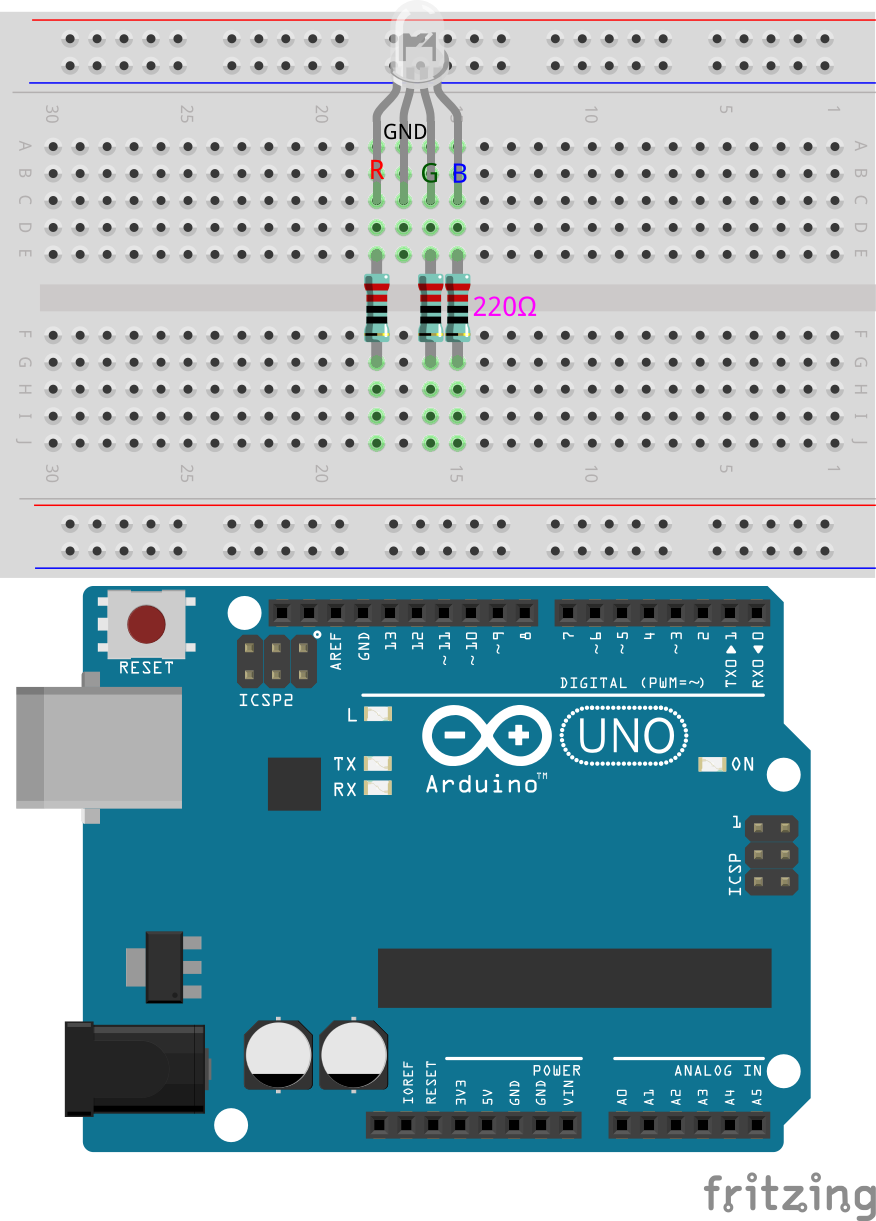 30 25 20 15 10 5 1
GND
A A
R G B
B B
C C
D D
E E
220Ω
F F
G G
H H
I I
J J
30 25 20 15 10 5 1
RESET
ICSP2
AREF
GND
13
12
~11
~10
~9
8
7
~6
~5
4
~3
2
TX0▶1
RX0◀0
DIGITAL (PWM=~)
L
TX
RX
UNO
Arduino™
ON
1
ICSP
POWER
ANALOG IN
IOREF
RESET
3V3
5V
GND
GND
VIN
A0
A1
A2
A3
A4
A5
fritzing